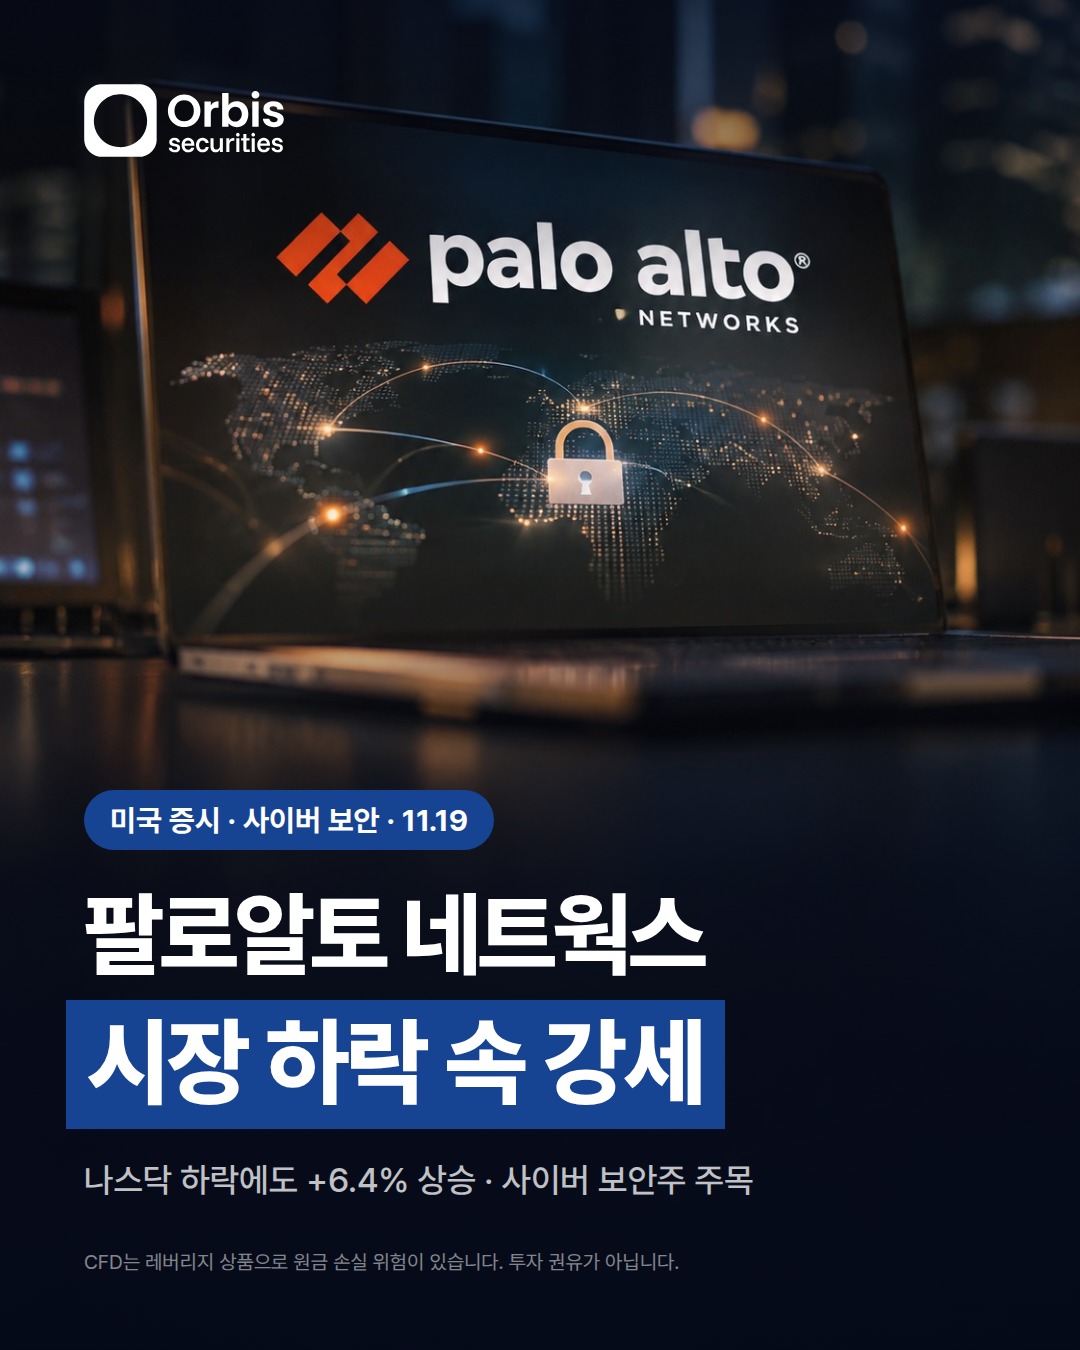 Orbis
securities
palo alto®
NETWORKS
미국 증시 · 사이버 보안 · 11.19
팔로알토 네트웍스
시장 하락 속 강세
나스닥 하락에도 +6.4% 상승 · 사이버 보안주 주목
CFD는 레버리지 상품으로 원금 손실 위험이 있습니다. 투자 권유가 아닙니다.